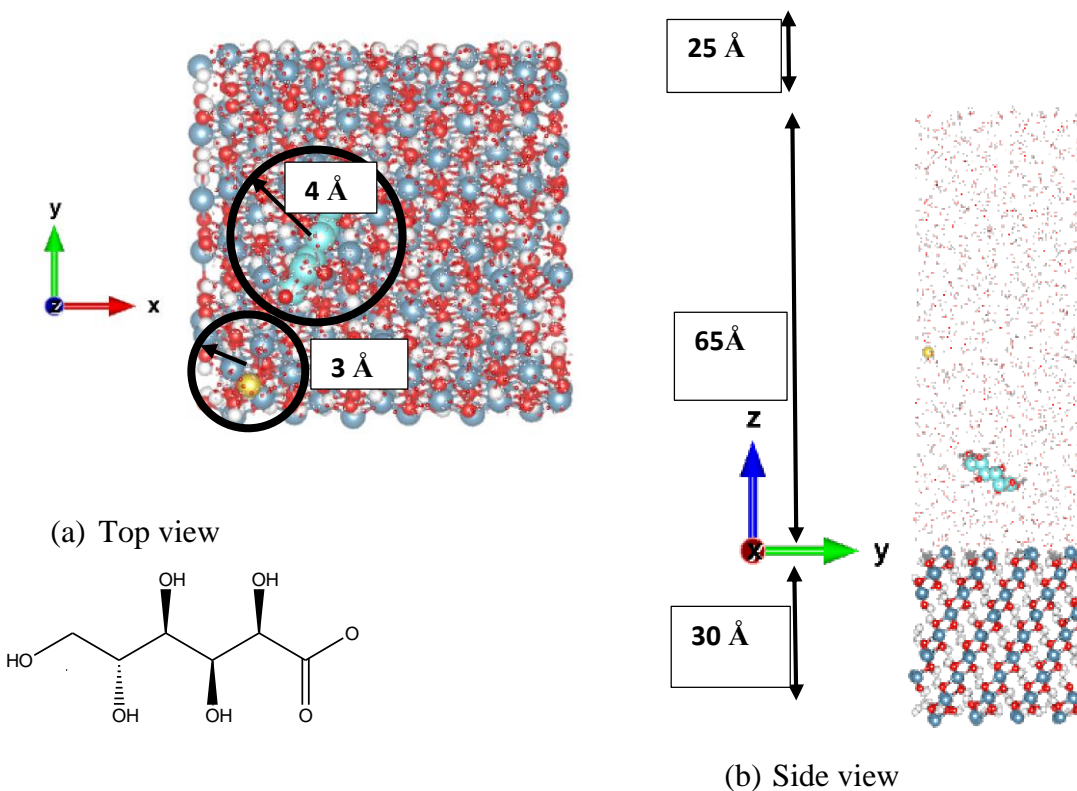 25 Å
4 Å
y
z
x
3 Å
65Å
z
x
y
(a) Top view
30 Å
OH
OH
O
HO
OH
OH
O
(b) Side view